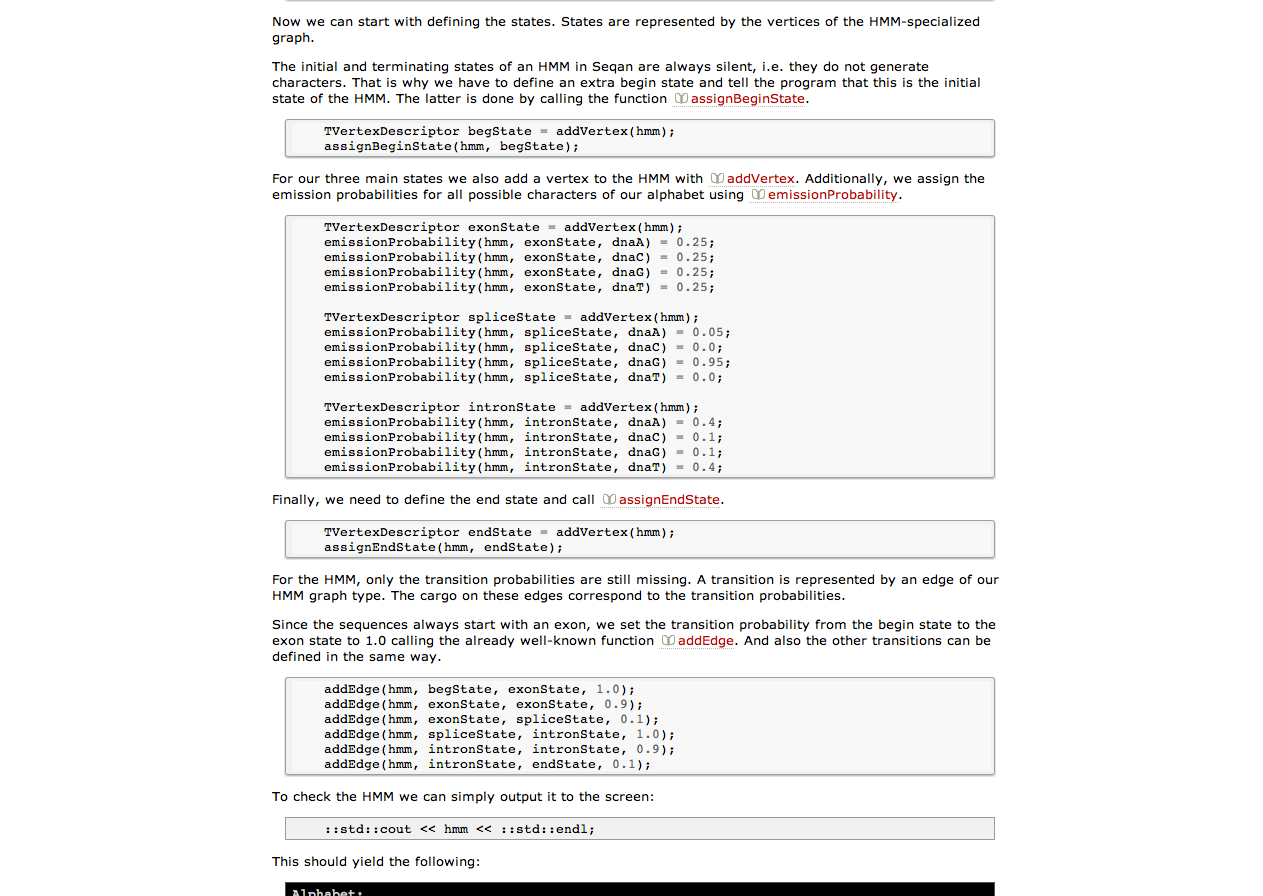 Now we can start with defining the states. States are represented by the vertices of the HMM-specialized
graph.
The initial and terminating states of an HMM in Seqan are always silent, i.e. they do not generate
characters. That is why we have to define an extra begin state and tell the program that this is the initial
state of the HMM. The latter is done by calling the function assignBeginState.
TVertexDescriptor begState = addVertex(hmm);
assignBeginState(hmm, begState);
For our three main states we also add a vertex to the HMM with addVertex. Additionally, we assign the
emission probabilities for all possible characters of our alphabet using emissionProbability.
TVertexDescriptor exonState = addVertex(hmm);
emissionProbability(hmm, exonState, dnaA) = 0.25;
emissionProbability(hmm, exonState, dnaC) = 0.25;
emissionProbability(hmm, exonState, dnaG) = 0.25;
emissionProbability(hmm, exonState, dnaT) = 0.25;
TVertexDescriptor spliceState = addVertex(hmm);
emissionProbability(hmm, spliceState, dnaA) = 0.05;
emissionProbability(hmm, spliceState, dnaC) = 0.0;
emissionProbability(hmm, spliceState, dnaG) = 0.95;
emissionProbability(hmm, spliceState, dnaT) = 0.0;
TVertexDescriptor intronState = addVertex(hmm);
emissionProbability(hmm, intronState, dnaA) = 0.4;
emissionProbability(hmm, intronState, dnaC) = 0.1;
emissionProbability(hmm, intronState, dnaG) = 0.1;
emissionProbability(hmm, intronState, dnaT) = 0.4;
Finally, we need to define the end state and call assignEndState.
TVertexDescriptor endState = addVertex(hmm);
assignEndState(hmm, endState);
For the HMM, only the transition probabilities are still missing. A transition is represented by an edge of our
HMM graph type. The cargo on these edges correspond to the transition probabilities.
Since the sequences always start with an exon, we set the transition probability from the begin state to the
exon state to 1.0 calling the already well-known function addEdge. And also the other transitions can be
defined in the same way.
addEdge(hmm, begState, exonState, 1.0);
addEdge(hmm, exonState, exonState, 0.9);
addEdge(hmm, exonState, spliceState, 0.1);
addEdge(hmm, spliceState, intronState, 1.0);
addEdge(hmm, intronState, intronState, 0.9);
addEdge(hmm, intronState, endState, 0.1);
To check the HMM we can simply output it to the screen:
::std::cout << hmm << ::std::endl;
This should yield the following:
Alphabet: